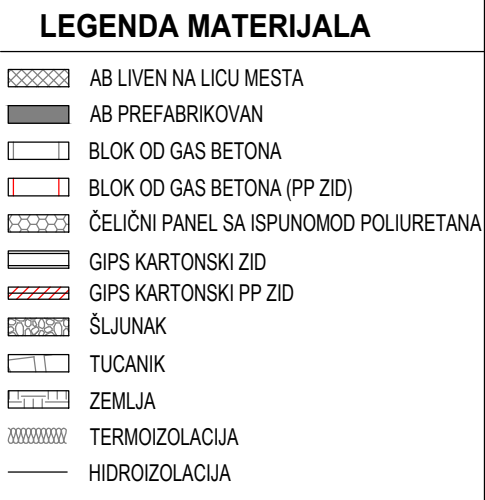 LEGENDA MATERIJALA
AB LIVEN NA LICU MESTA
AB PREFABRIKOVAN
BLOK OD GAS BETONA
BLOK OD GAS BETONA (PP ZID)
ČELIČNI PANEL SA ISPUNOMOD POLIURETANA
GIPS KARTONSKI ZID
GIPS KARTONSKI PP ZID
ŠLJUNAK
TUCANIK
ZEMLJA
TERMOIZOLACIJA
HIDROIZOLACIJA